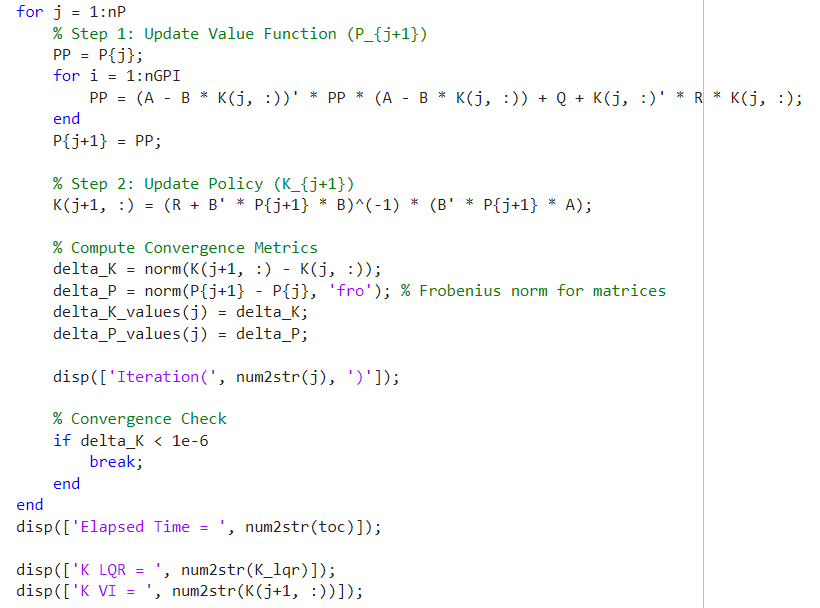 for j = 1:nP
    % Step 1: Update Value Function (P_{j+1})
    PP = P{j};
    for i = 1:nGPI
        PP = (A - B * K(j, :))' * PP * (A - B * K(j, :)) + Q + K(j, :)' * R * K(j, :);
    end
    P{j+1} = PP;

    % Step 2: Update Policy (K_{j+1})
    K(j+1, :) = (R + B' * P{j+1} * B)^(-1) * (B' * P{j+1} * A);

    % Compute Convergence Metrics
    delta_K = norm(K(j+1, :) - K(j, :));
    delta_P = norm(P{j+1} - P{j}, 'fro'); % Frobenius norm for matrices
    delta_K_values(j) = delta_K;
    delta_P_values(j) = delta_P;

    disp(['Iteration(', num2str(j), ')']);

    % Convergence Check
    if delta_K < 1e-6
        break;
    end
end
disp(['Elapsed Time = ', num2str(toc)]);

disp(['K LQR = ', num2str(K_lqr)]);
disp(['K VI = ', num2str(K(j+1, :))]);